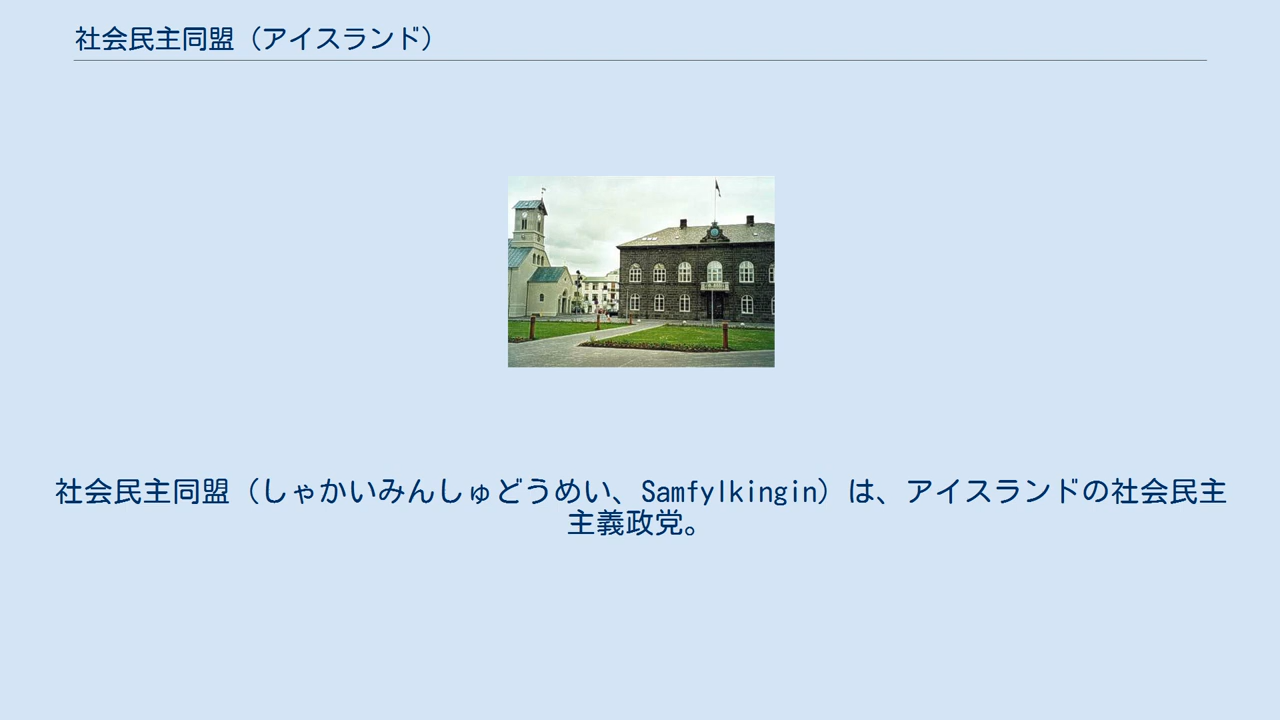 社会民主同盟（アイスランド）
社会民主同盟（しゃかいみんしゅどうめい、Samfylkingin）は、アイスランドの社会民主
主義政党。